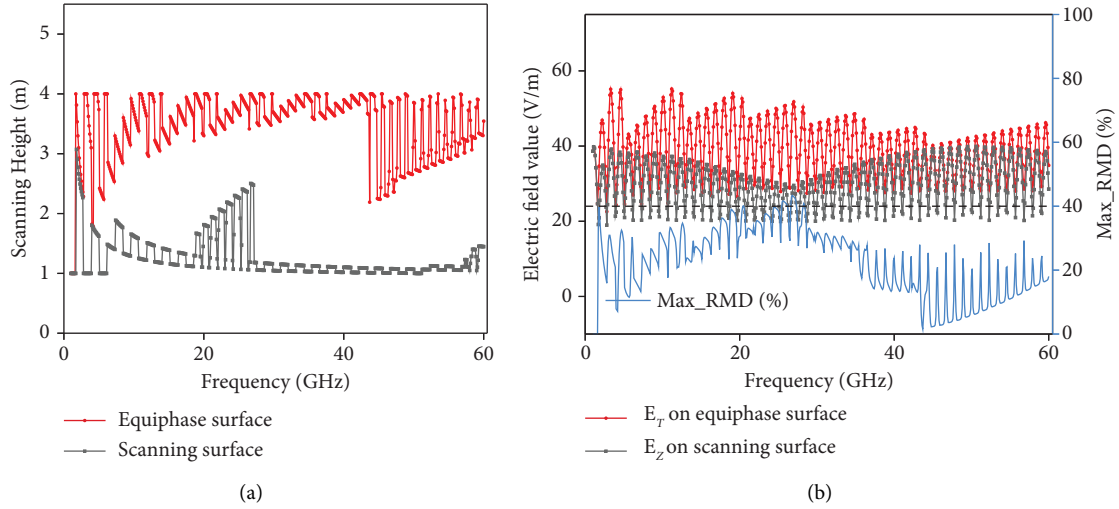 5
4
3
2
1
0
Scanning Height (m)
0
20
40
60
Frequency (GHz)
Equiphase surface
Scanning surface
(a)
60
40
20
0
Electric field value (V/m)
100
80
60
40
20
0
Max_RMD (%)
Max_RMD (%)
0
20
40
60
Frequency (GHz)
E_T on equiphase surface
E_Z on scanning surface
(b)